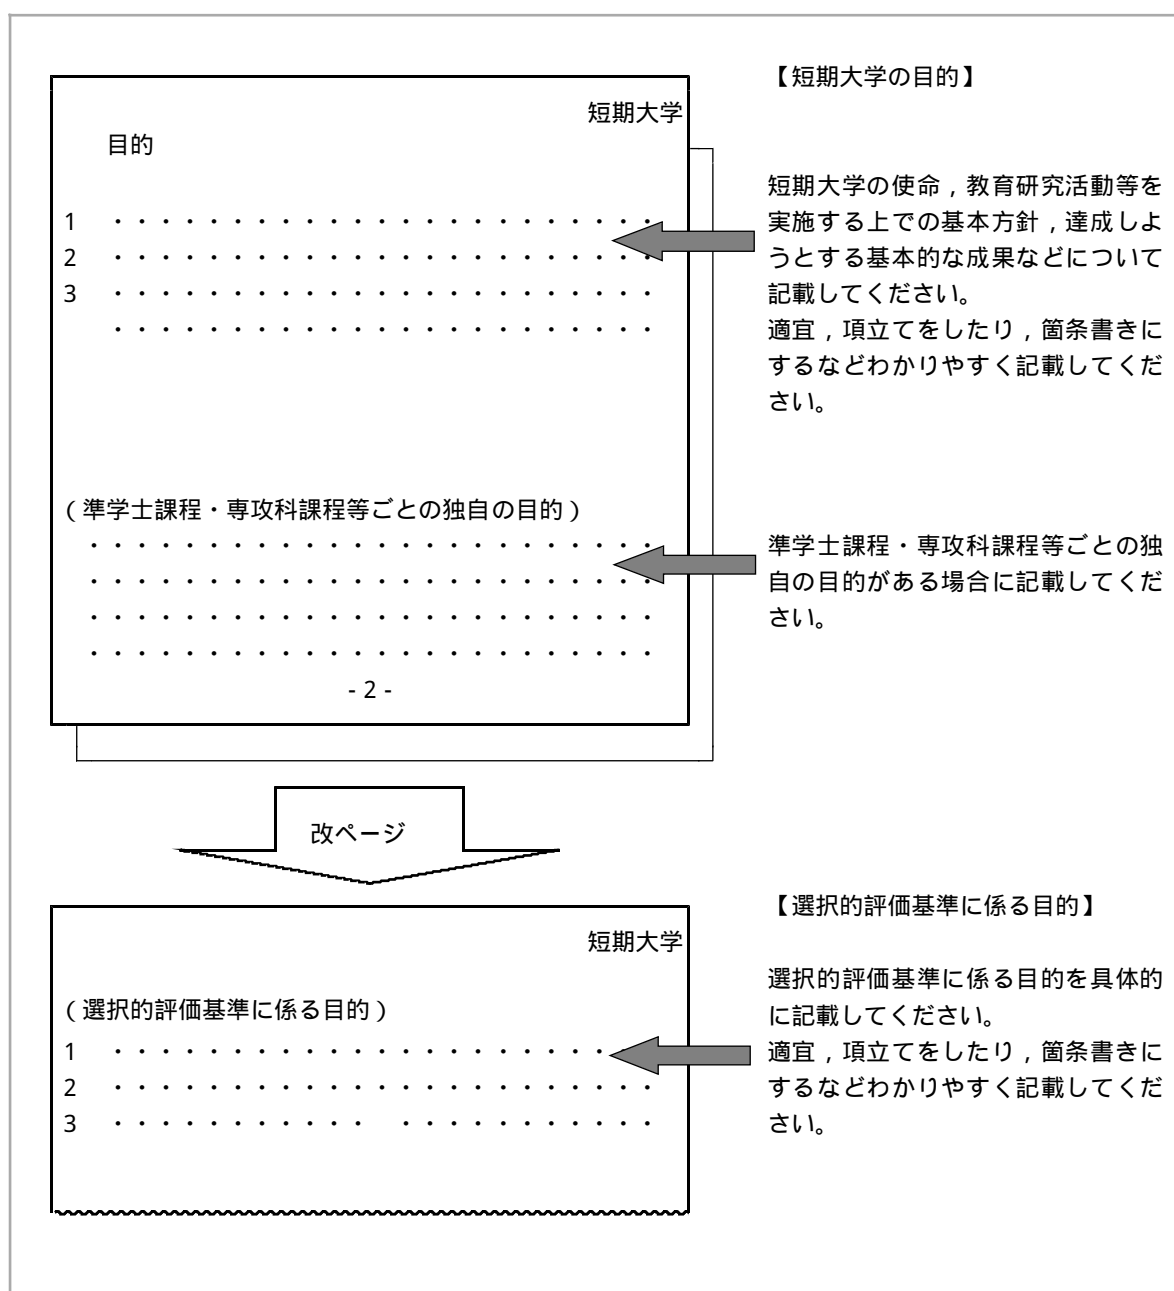 短期大学
目的
1 ・・・・・・・・・・・・・・・・・・・・・・・
2 ・・・・・・・・・・・・・・・・・・・・・・・
3 ・・・・・・・・・・・・・・・・・・・・・・・
・・・・・・・・・・・・・・・・・・・・・・・
(準学士課程・専攻科課程等ごとの独自の目的)
・・・・・・・・・・・・・・・・・・・・・・・・
・・・・・・・・・・・・・・・・・・・・・・・・
・・・・・・・・・・・・・・・・・・・・・・・・
・・・・・・・・・・・・・・・・・・・・・・・・
- 2 -
【短期大学の目的】
短期大学の使命,教育研究活動等を
実施する上での基本方針,達成しよ
うとする基本的な成果などについて
記載してください。
適宜,項立てをしたり,箇条書きに
するなどわかりやすく記載してくだ
さい。
準学士課程・専攻科課程等ごとの独
自の目的がある場合に記載してくだ
さい。
改ページ
短期大学
(選択的評価基準に係る目的)
1 ・・・・・・・・・・・・・・・・・・・・・・・
2 ・・・・・・・・・・・・・・・・・・・・・・・
3 ・・・・・・・・・・・ ・・・・・・・・・・・
【選択的評価基準に係る目的】
選択的評価基準に係る目的を具体的
に記載してください。
適宜,項立てをしたり,箇条書きに
するなどわかりやすく記載してくだ
さい。